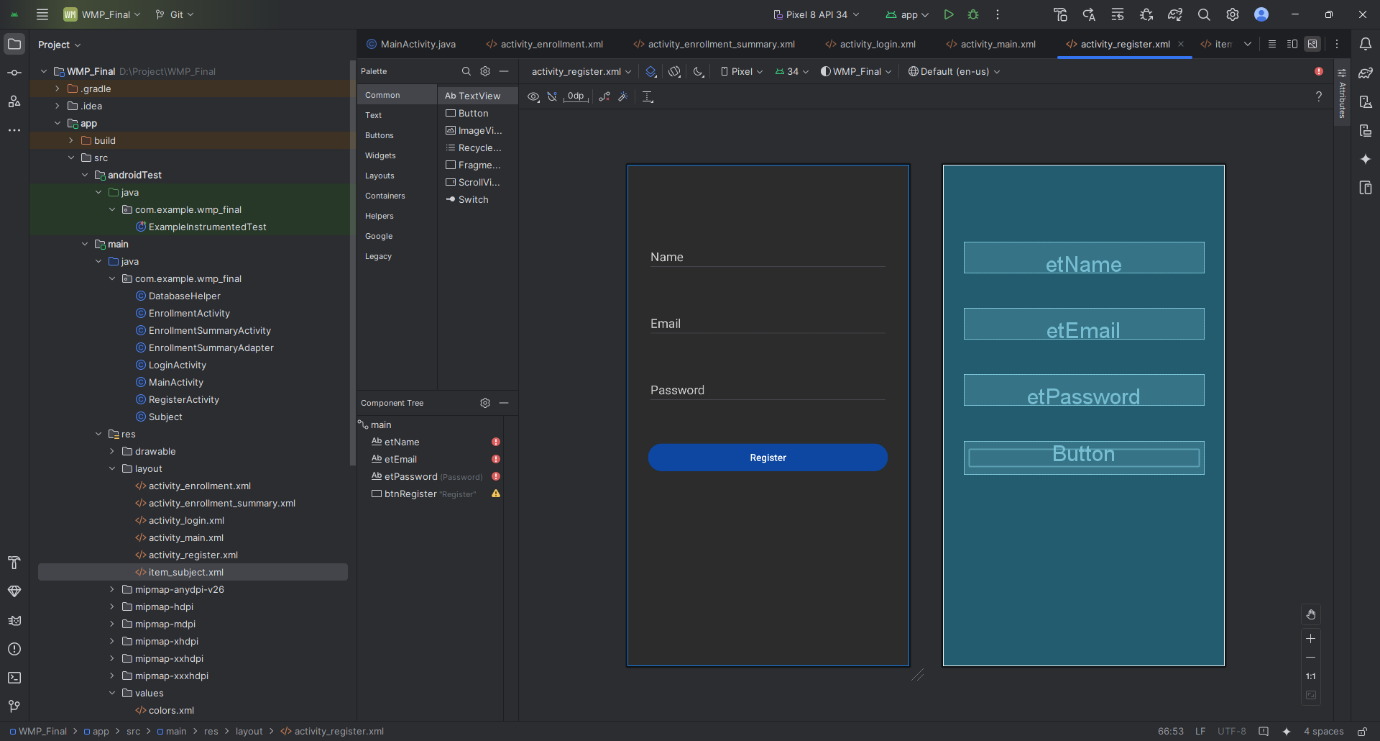 WM WMP_Final Git Pixel 8 API 34 app
Project
MainActivity.java activity_enrollment.xml activity_enrollment_summary.xml activity_login.xml activity_main.xml activity_register.xml iten
WMP_Final D:\Project\WMP_Final
.gradle
.idea
app
build
src
androidTest
java
com.example.wmp_final
ExampleInstrumentedTest
main
java
com.example.wmp_final
DatabaseHelper
EnrollmentActivity
EnrollmentSummaryActivity
EnrollmentSummaryAdapter
LoginActivity
MainActivity
RegisterActivity
Subject
res
drawable
layout
activity_enrollment.xml
activity_enrollment_summary.xml
activity_login.xml
activity_main.xml
activity_register.xml
item_subject.xml
mipmap-anydpi-v26
mipmap-hdpi
mipmap-mdpi
mipmap-xhdpi
mipmap-xxhdpi
mipmap-xxxhdpi
values
colors.xml
Palette
Common
Text
Buttons
Widgets
Layouts
Containers
Helpers
Google
Legacy
Ab TextView
Button
ImageVi...
Recycle...
Fragme...
ScrollVi...
Switch
Component Tree
main
Ab etName
Ab etEmail
Ab etPassword (Password)
btnRegister "Register"
activity_register.xml Pixel 34 WMP_Final Default (en-us)
0dp
?
Name
Email
Password
Register
etName
etEmail
etPassword
Button
1:1
Attributes
WMP_Final app src main res layout activity_register.xml
66:53 LF UTF-8 4 spaces